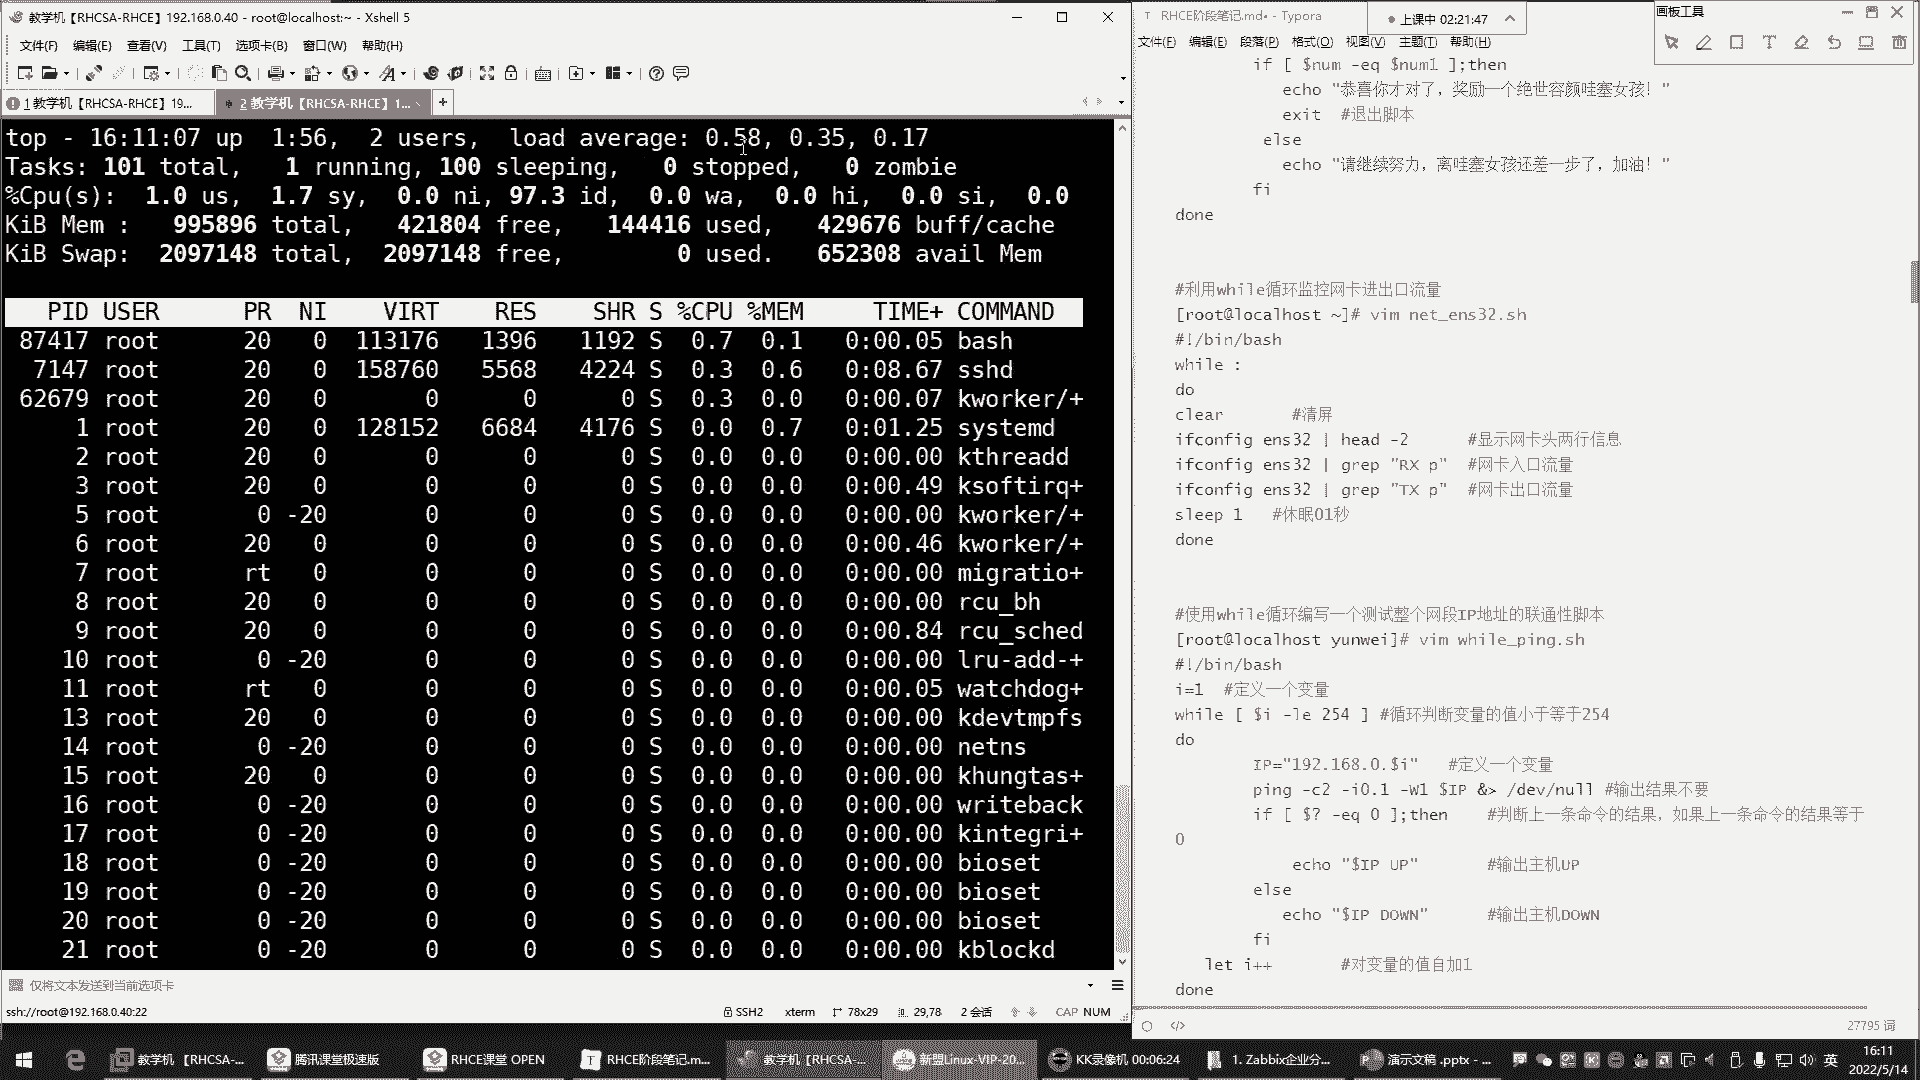 教学机【RHCSA-RHCE】192.168.0.40 - root@localhost:~ - Xshell 5
文件(F) 编辑(E) 查看(V) 工具(T) 选项卡(B) 窗口(W) 帮助(H)
1 教学机【RHCSA-RHCE】19...
2 教学机【RHCSA-RHCE】1...
top - 16:11:07 up  1:56,  2 users,  load average: 0.58, 0.35, 0.17
Tasks: 101 total,   1 running, 100 sleeping,   0 stopped,   0 zombie
%Cpu(s):  1.0 us,  1.7 sy,  0.0 ni, 97.3 id,  0.0 wa,  0.0 hi,  0.0 si,  0.0
KiB Mem :   995896 total,   421804 free,   144416 used,   429676 buff/cache
KiB Swap:  2097148 total,  2097148 free,        0 used.   652308 avail Mem
PID USER PR NI VIRT RES SHR S %CPU %MEM TIME+ COMMAND
87417 root 20 0 113176 1396 1192 S 0.7 0.1 0:00.05 bash
7147 root 20 0 158760 5568 4224 S 0.3 0.6 0:08.67 sshd
62679 root 20 0 0 0 0 S 0.3 0.0 0:00.07 kworker/+
1 root 20 0 128152 6684 4176 S 0.0 0.7 0:01.25 systemd
2 root 20 0 0 0 0 S 0.0 0.0 0:00.00 kthreadd
3 root 20 0 0 0 0 S 0.0 0.0 0:00.49 ksoftirq+
5 root 0 -20 0 0 0 S 0.0 0.0 0:00.00 kworker/+
6 root 20 0 0 0 0 S 0.0 0.0 0:00.46 kworker/+
7 root rt 0 0 0 0 S 0.0 0.0 0:00.00 migratio+
8 root 20 0 0 0 0 S 0.0 0.0 0:00.00 rcu_bh
9 root 20 0 0 0 0 S 0.0 0.0 0:00.84 rcu_sched
10 root 0 -20 0 0 0 S 0.0 0.0 0:00.00 lru-add-+
11 root rt 0 0 0 0 S 0.0 0.0 0:00.05 watchdog+
13 root 20 0 0 0 0 S 0.0 0.0 0:00.00 kdevtmpfs
14 root 0 -20 0 0 0 S 0.0 0.0 0:00.00 netns
15 root 20 0 0 0 0 S 0.0 0.0 0:00.00 khungtas+
16 root 0 -20 0 0 0 S 0.0 0.0 0:00.00 writeback
17 root 0 -20 0 0 0 S 0.0 0.0 0:00.00 kintegri+
18 root 0 -20 0 0 0 S 0.0 0.0 0:00.00 bioset
19 root 0 -20 0 0 0 S 0.0 0.0 0:00.00 bioset
20 root 0 -20 0 0 0 S 0.0 0.0 0:00.00 bioset
21 root 0 -20 0 0 0 S 0.0 0.0 0:00.00 kblockd
仅将文本发送到当前选项卡
ssh://root@192.168.0.40:22 SSH2 xterm 78x29 29,78 2 会话 CAP NUM
RHCE阶段笔记.md• - Typora
上课中 02:21:47
画板工具
文件(F) 编辑(E) 段落(P) 格式(O) 视图(V) 主题(T) 帮助(H)
if [ $num -eq $num1 ];then
echo "恭喜你才对了，奖励一个绝世容颜哇塞女孩！"
exit #退出脚本
else
echo "请继续努力，离哇塞女孩还差一步了，加油！"
fi
done
#利用while循环监控网卡进出口流量
[root@localhost ~]# vim net_ens32.sh
#!/bin/bash
while :
do
clear #清屏
ifconfig ens32 | head -2 #显示网卡头两行信息
ifconfig ens32 | grep "RX p" #网卡入口流量
ifconfig ens32 | grep "TX p" #网卡出口流量
sleep 1 #休眠01秒
done
#使用while循环编写一个测试整个网段IP地址的联通性脚本
[root@localhost yunwei]# vim while_ping.sh
#!/bin/bash
i=1 #定义一个变量
while [ $i -le 254 ] #循环判断变量的值小于等于254
do
IP="192.168.0.$i" #定义一个变量
ping -c2 -i0.1 -W1 $IP &> /dev/null #输出结果不要
if [ $? -eq 0 ];then #判断上一条命令的结果，如果上一条命令的结果等于
0
echo "$IP UP" #输出主机UP
else
echo "$IP DOWN" #输出主机DOWN
fi
let i++ #对变量的值自加1
done
27795 词
教学机【RHCSA-... 腾讯课堂极速版 RHCE课堂 OPEN RHCE阶段笔记.m... 教学机【RHCSA-... 新盟Linux-VIP-20... KK录像机 00:06:24 1. Zabbix企业分... 演示文稿 .pptx - ... 英
16:11
2022/5/14